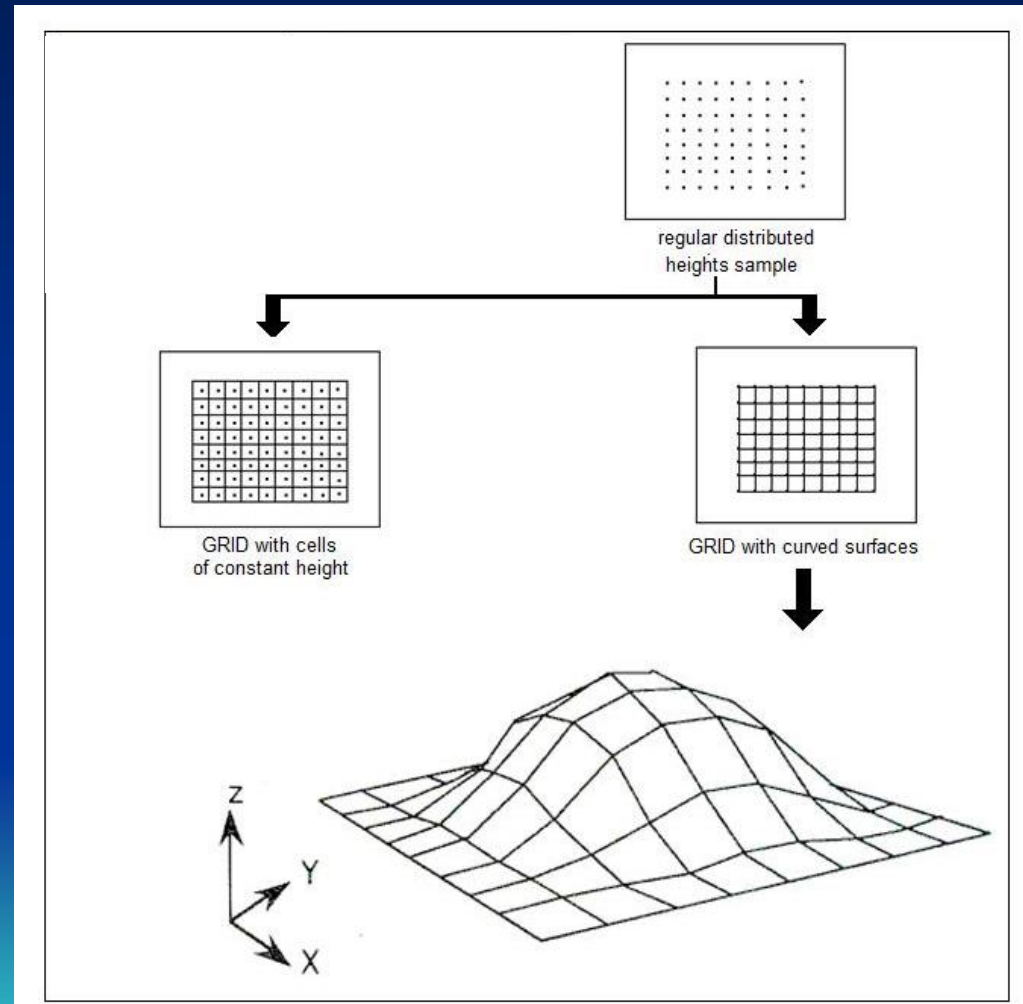 regular distributed
heights sample
GRID with cells
of constant height
GRID with curved surfaces
Z
Y
X